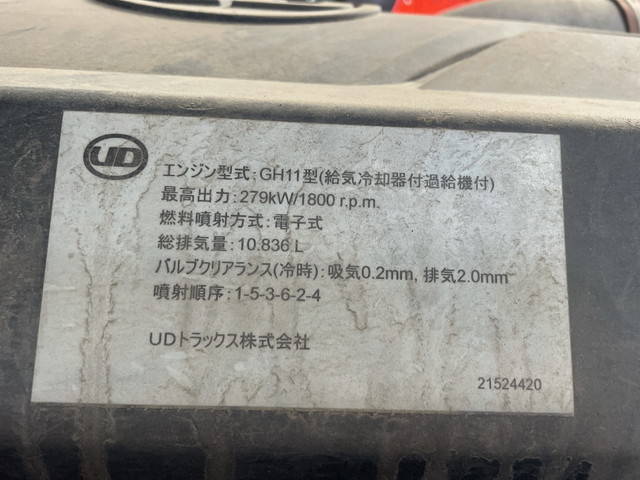 UD
エンジン型式:GH11型(給気冷却器付過給機付)
最高出力:279kW/1800 r.p.m.
燃料噴射方式:電子式
総排気量:10.836 L
バルブクリアランス(冷時):吸気0.2mm, 排気2.0mm
噴射順序:1-5-3-6-2-4
UDトラックス株式会社
21524420